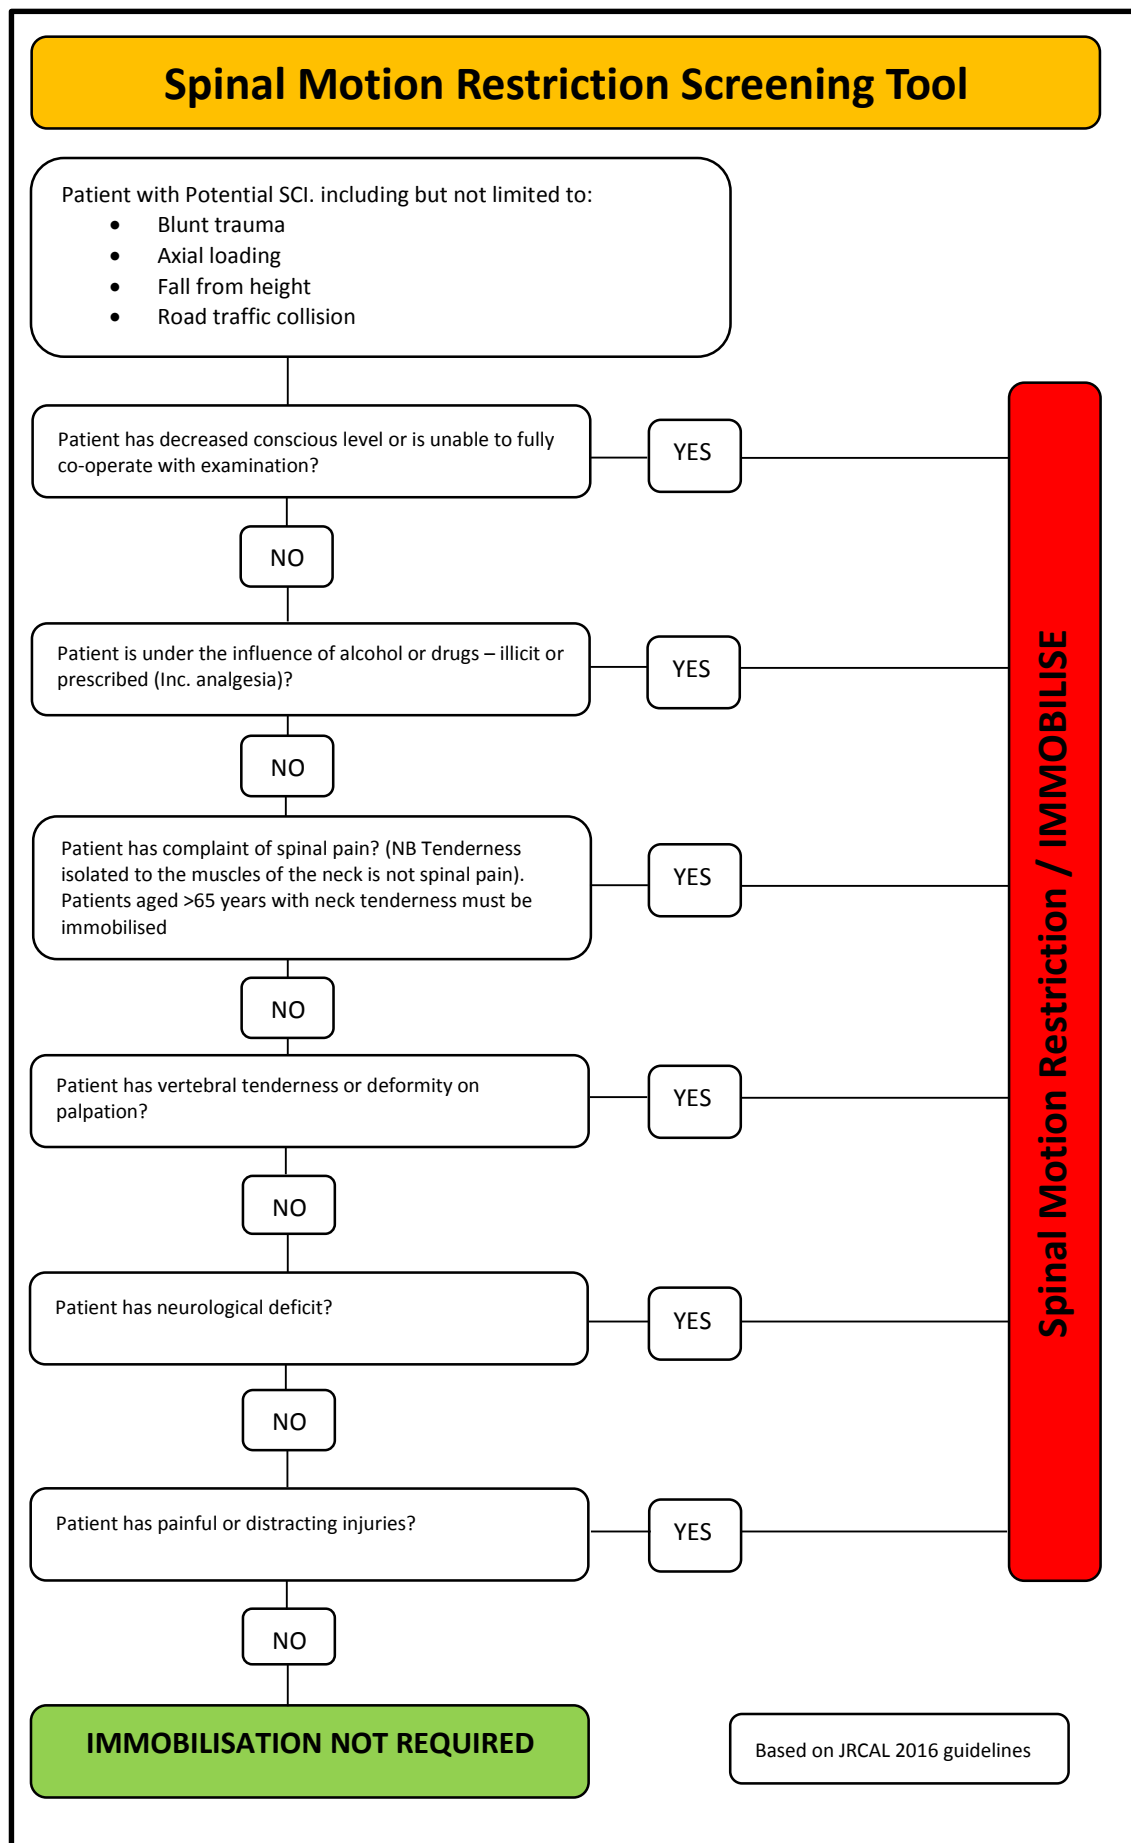 Spinal Motion Restriction Screening Tool
Patient with Potential SCI. including but not limited to:
• Blunt trauma
• Axial loading
• Fall from height
• Road traffic collision
Patient has decreased conscious level or is unable to fully
co-operate with examination?
YES
NO
Patient is under the influence of alcohol or drugs – illicit or
prescribed (Inc. analgesia)?
YES
NO
Patient has complaint of spinal pain? (NB Tenderness
isolated to the muscles of the neck is not spinal pain).
Patients aged >65 years with neck tenderness must be
immobilised
YES
NO
Patient has vertebral tenderness or deformity on
palpation?
YES
NO
Patient has neurological deficit?
YES
NO
Patient has painful or distracting injuries?
YES
NO
Spinal Motion Restriction / IMMOBILISE
IMMOBILISATION NOT REQUIRED
Based on JRCAL 2016 guidelines